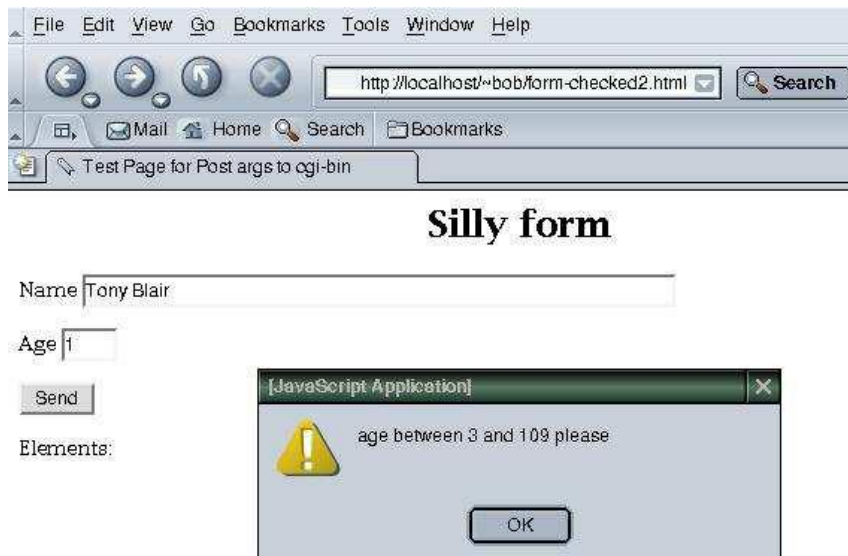 File Edit View Go Bookmarks Tools Window Help
http://localhost/~bob/form-checked2.html Search
Mail Home Search Bookmarks
Test Page for Post args to cgi-bin
Silly form
Name Tony Blair
Age 1
Send
[JavaScript Application]
age between 3 and 109 please
Elements:
OK